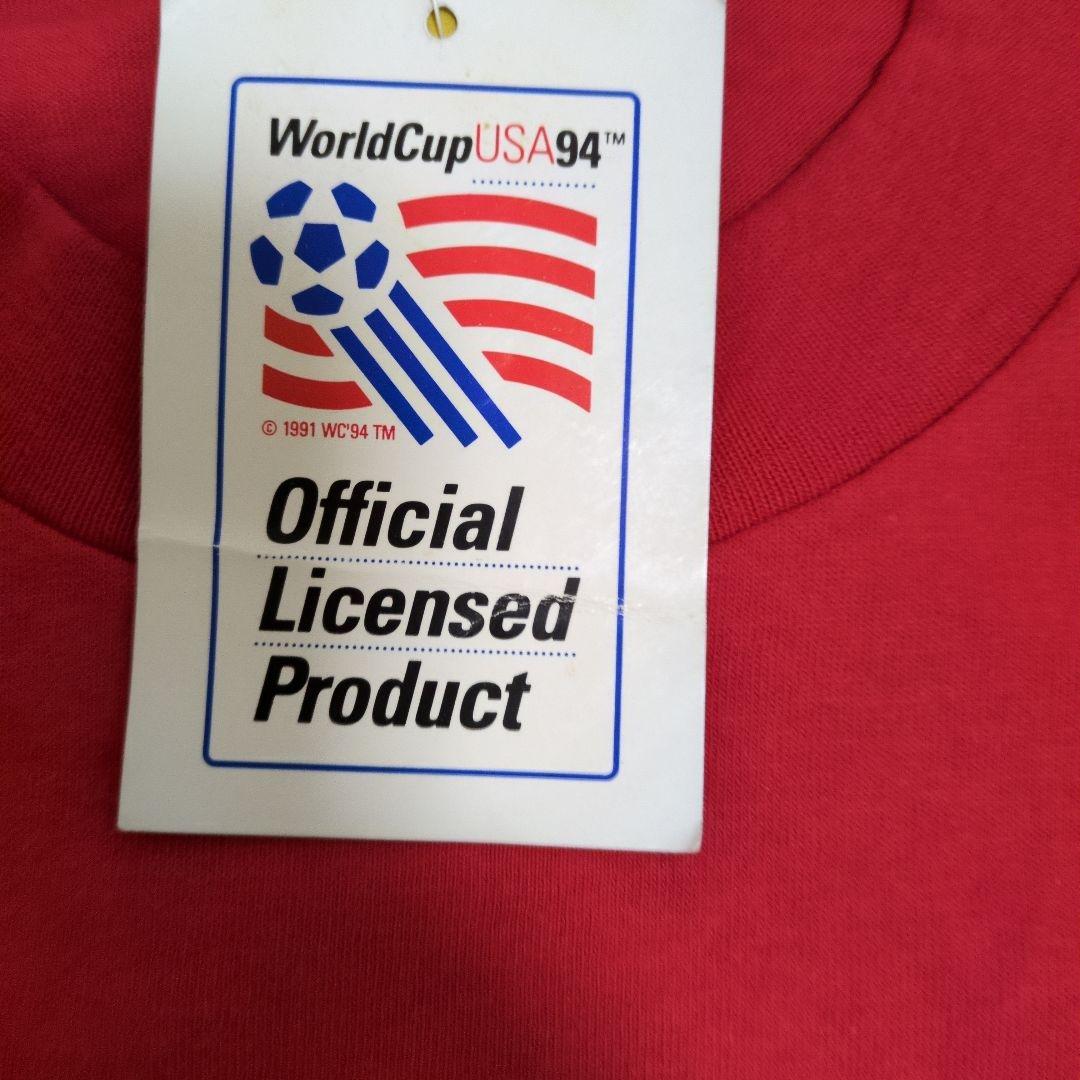 WorldCupUSA94™
© 1991 WC'94 TM
Official
Licensed
Product